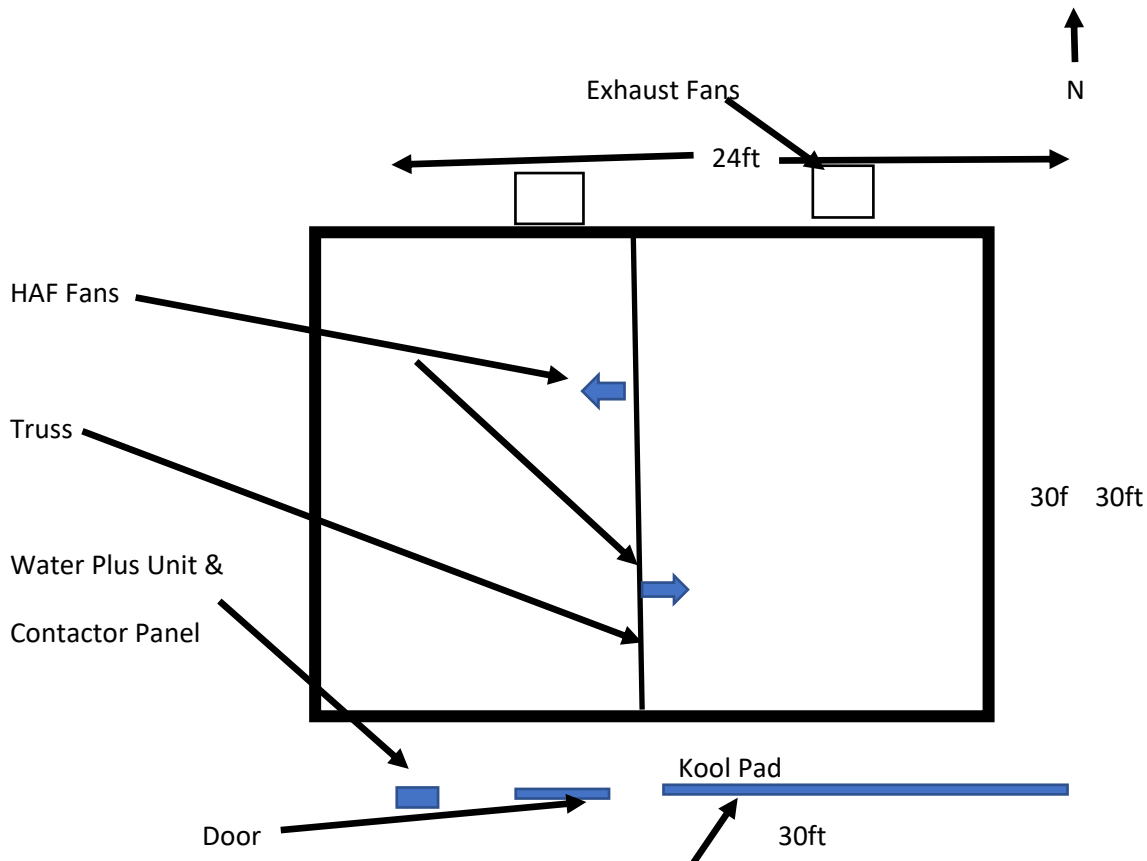 N
Exhaust Fans
24ft
HAF Fans
Truss
30f 30ft
Water Plus Unit &
Contactor Panel
Kool Pad
Door
30ft